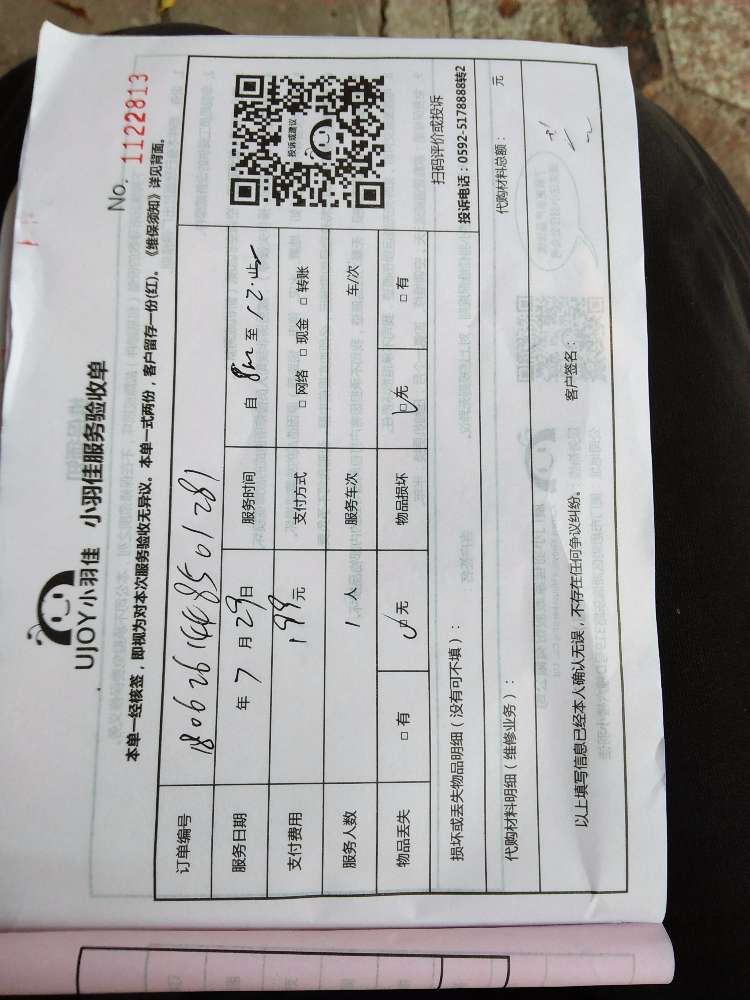 UJOY小羽佳 小羽佳服务验收单
No. 1122813
本单一经核签，即视为对本次服务验收无异议。本单一式两份，客户留存一份(红)。《维保须知》详见背面。
订单编号 180926144850 1281
服务日期 年 7 月 29 日 服务时间 自 8 至 12
支付费用 199 元 支付方式 □ 网络 □ 现金 □ 转账
服务人数 1 人 服务车次 车/次
物品丢失 □ 有 □ 无 物品损坏 □ 无 □ 有
投诉或建议
扫码评价或投诉
投诉电话：0592-5178888转2
损坏或丢失物品明细（没有可不填）：
代购材料明细（维修业务）： 代购材料总额： 元
以上填写信息已经本人确认无误，不存在任何争议纠纷。 客户签名：